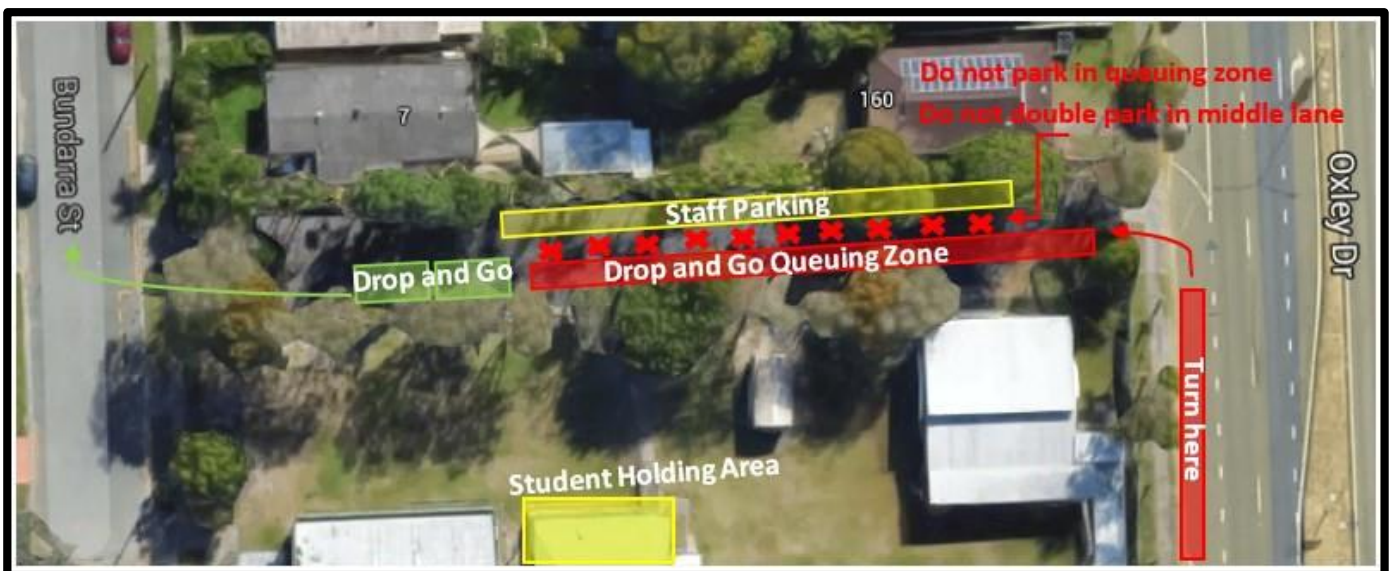 Do not park in queuing zone
160
Do not double park in middle lane
7
Bundarra St
Oxley Dr
Staff Parking
Drop and Go Queuing Zone
Drop and Go
Turn here
Student Holding Area